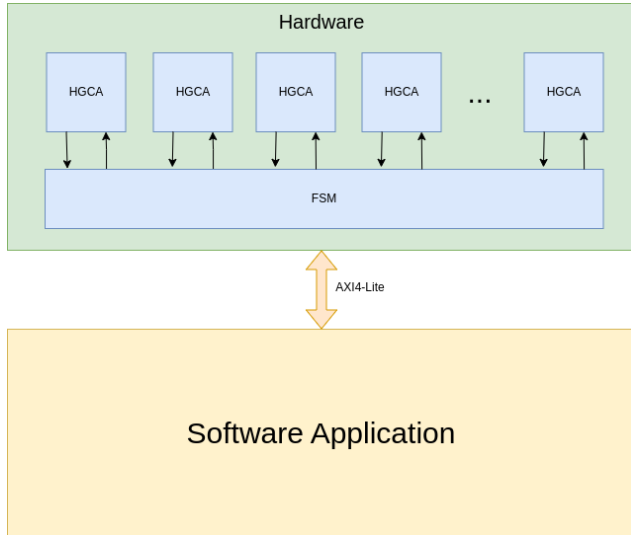 Hardware
HGCA
HGCA
HGCA
HGCA
...
HGCA
FSM
AXI4-Lite
Software Application